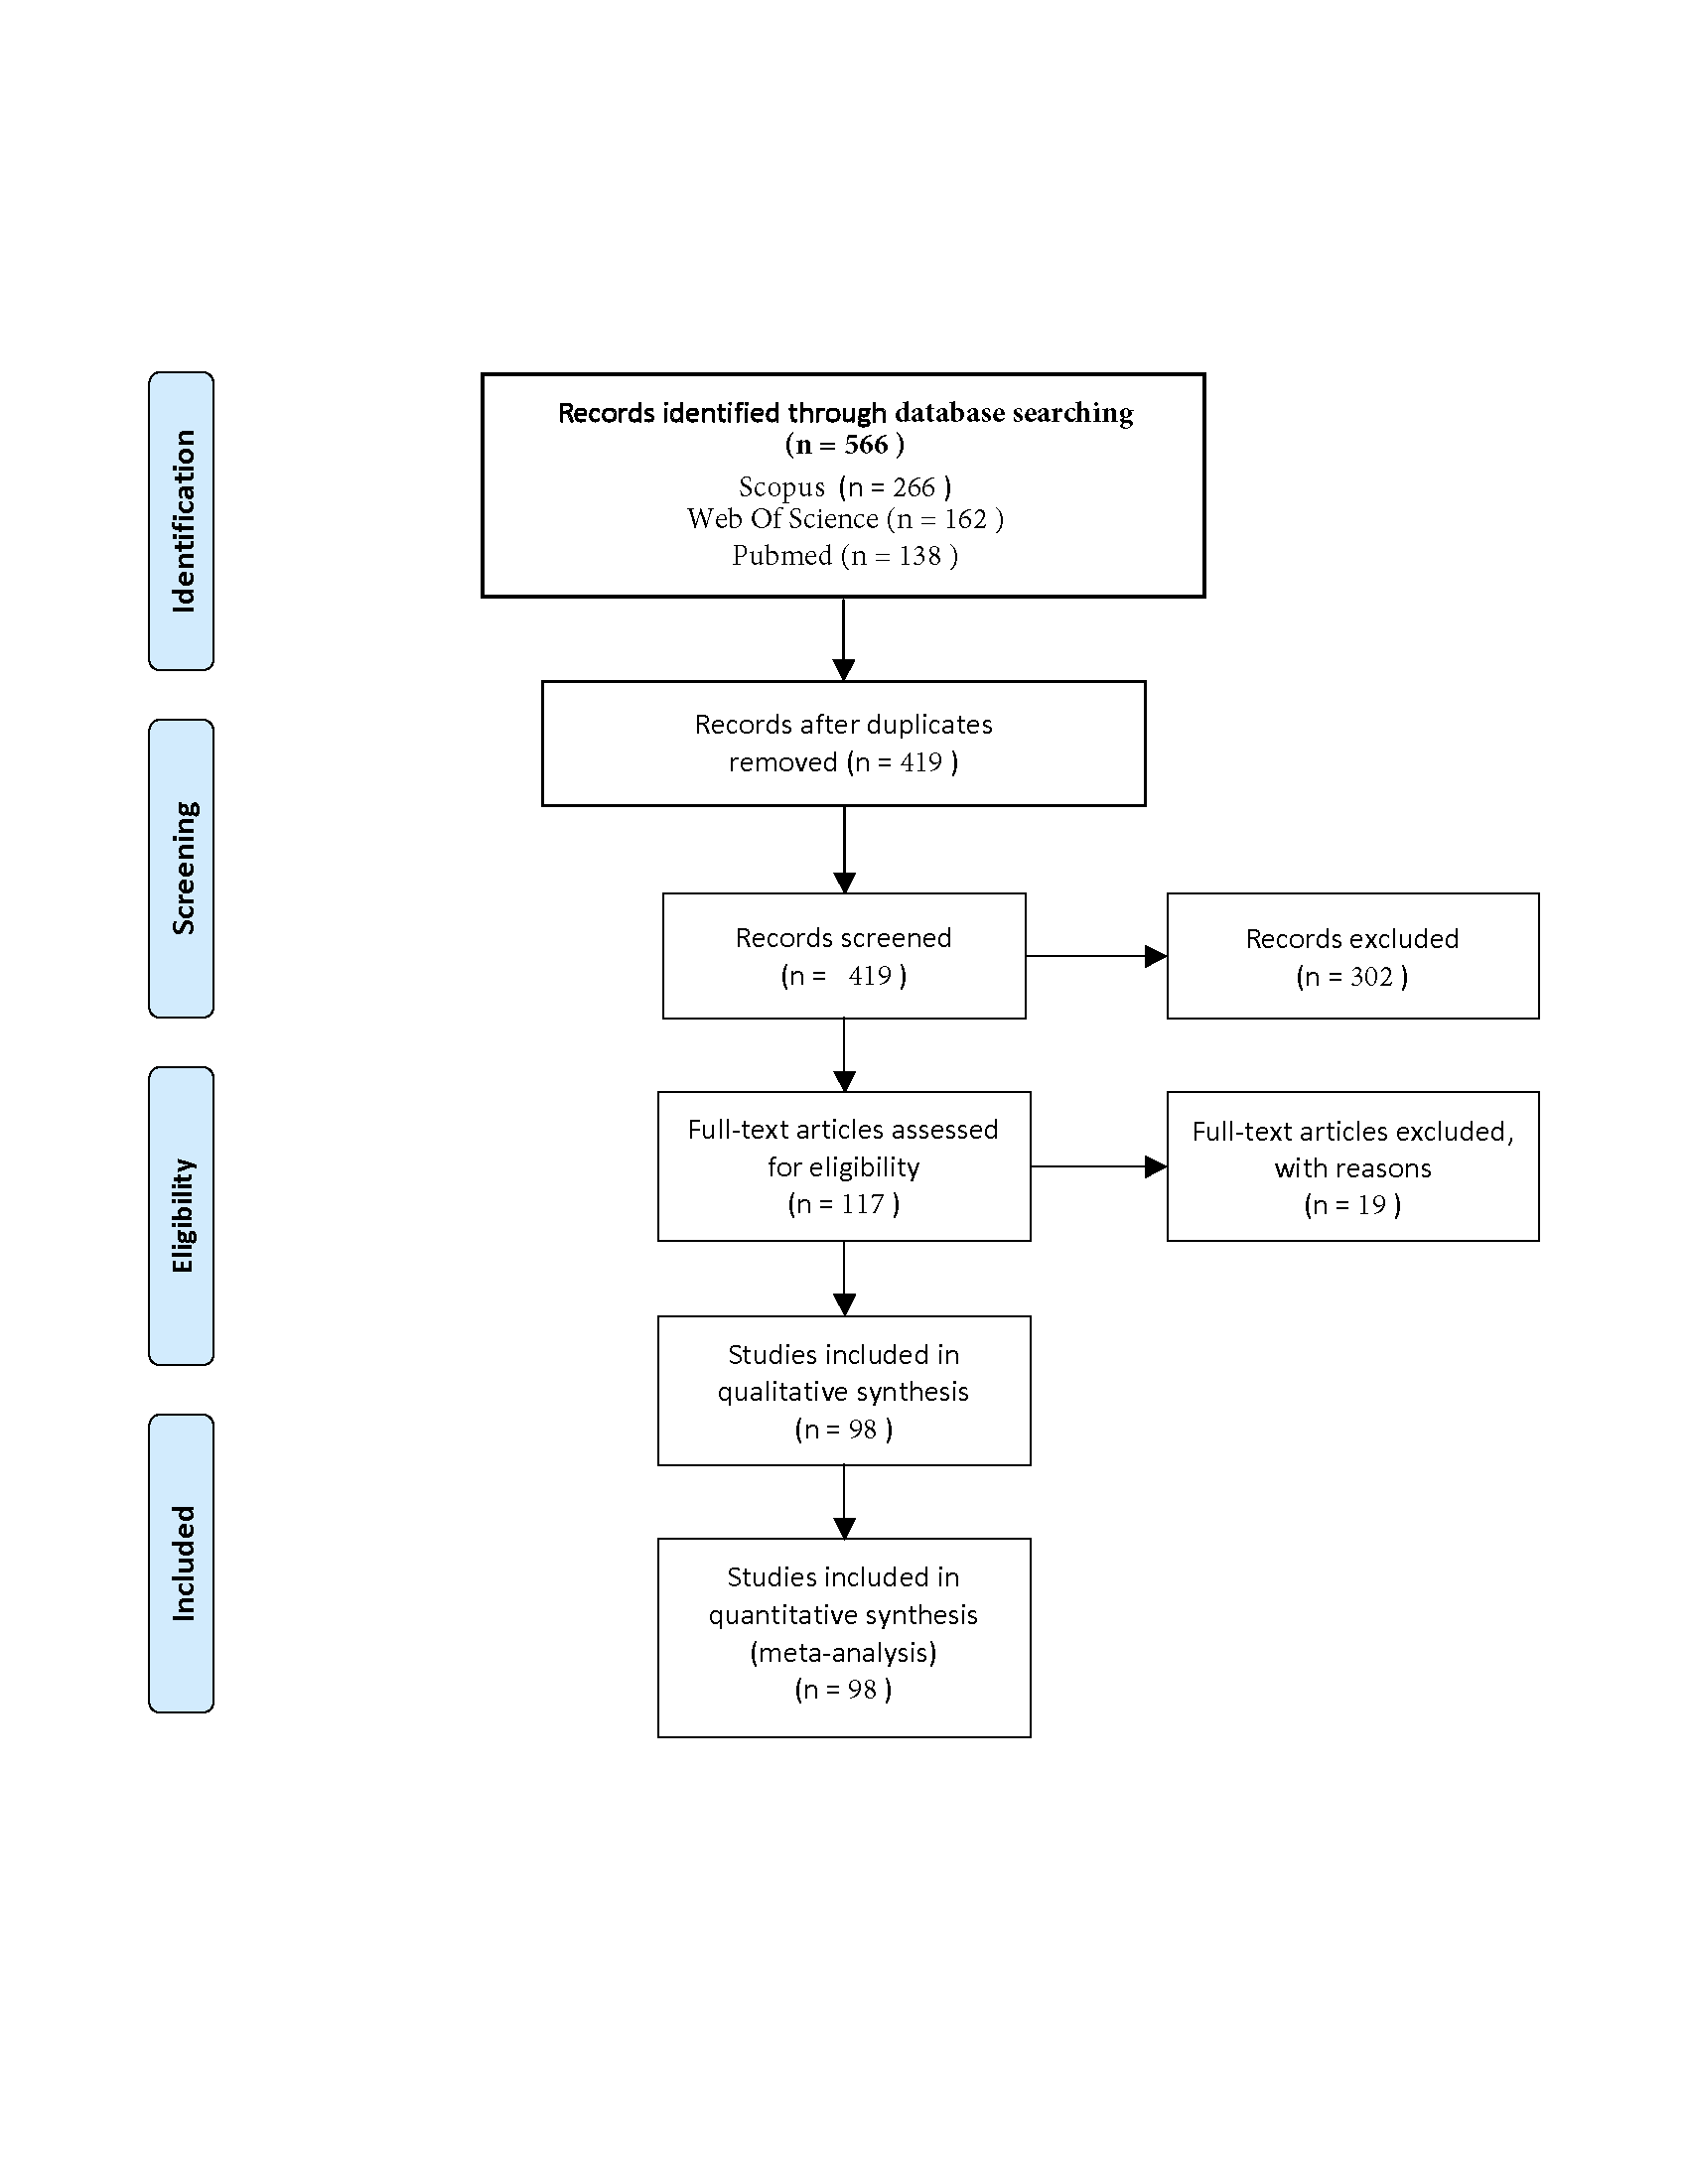 Identification
Records identified through database searching
(n = 566 )
Scopus (n = 266 )
Web Of Science (n = 162 )
Pubmed (n = 138 )
Records after duplicates
removed (n = 419 )
Screening
Records screened
(n = 419 )
Records excluded
(n = 302 )
Eligibility
Full-text articles assessed
for eligibility
(n = 117 )
Full-text articles excluded,
with reasons
(n = 19 )
Studies included in
qualitative synthesis
(n = 98 )
Included
Studies included in
quantitative synthesis
(meta-analysis)
(n = 98 )